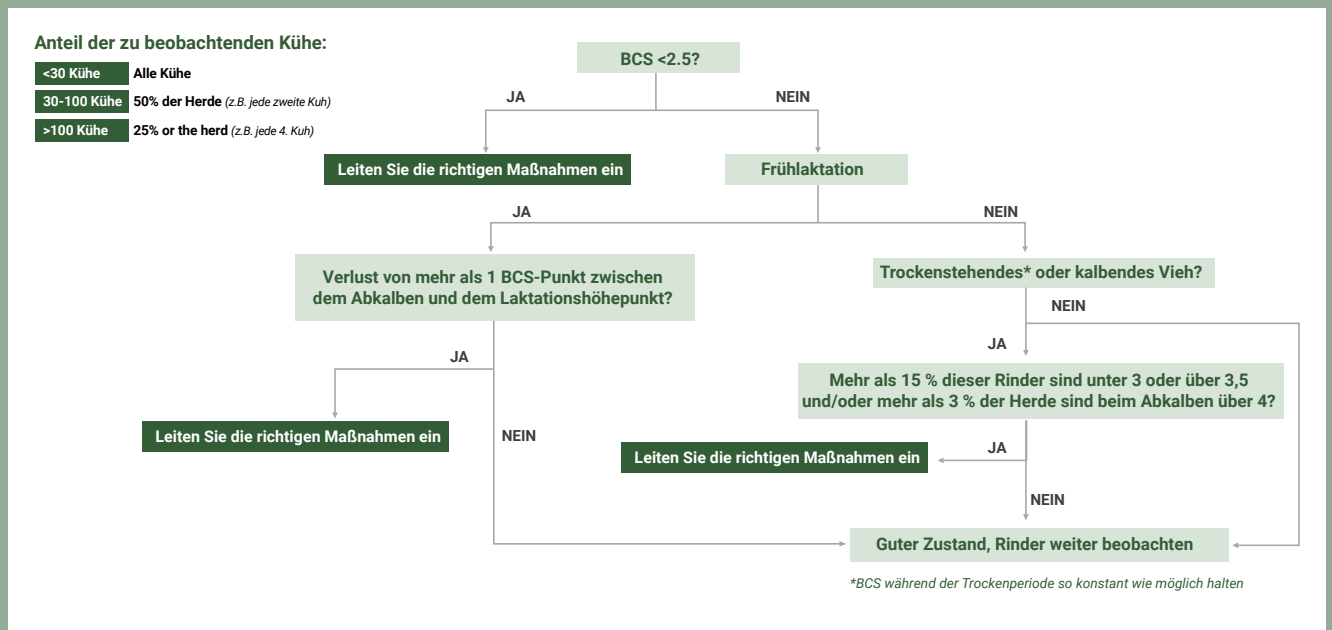 Anteil der zu beobachtenden Kühe:
<30 Kühe Alle Kühe
30-100 Kühe 50% der Herde (z.B. jede zweite Kuh)
>100 Kühe 25% or the herd (z.B. jede 4. Kuh)
BCS <2.5?
JA NEIN
Leiten Sie die richtigen Maßnahmen ein
Frühlaktation
JA NEIN
Verlust von mehr als 1 BCS-Punkt zwischen
dem Abkalben und dem Laktationshöhepunkt?
Trockenstehendes* oder kalbendes Vieh?
NEIN
JA
JA
Mehr als 15 % dieser Rinder sind unter 3 oder über 3,5
und/oder mehr als 3 % der Herde sind beim Abkalben über 4?
Leiten Sie die richtigen Maßnahmen ein
NEIN
JA
Leiten Sie die richtigen Maßnahmen ein
NEIN
Guter Zustand, Rinder weiter beobachten
*BCS während der Trockenperiode so konstant wie möglich halten